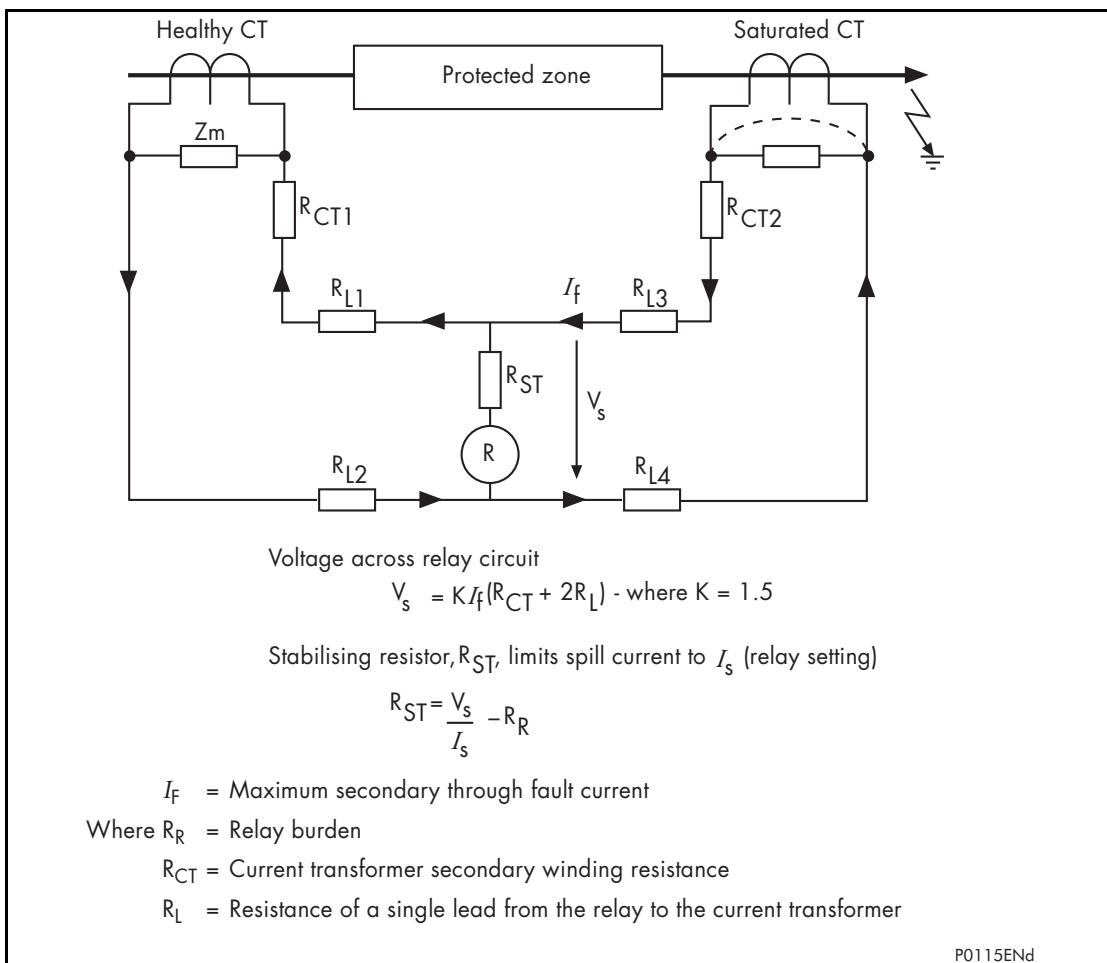 Healthy CT
Saturated CT
Protected zone
Zm
RCT1
RCT2
RL1
If
RL3
RST
Vs
R
RL2
RL4
Voltage across relay circuit
Vs = KIf(RCT + 2RL) - where K = 1.5
Stabilising resistor, RST, limits spill current to Is (relay setting)
RST = Vs
Is
– RR
IF = Maximum secondary through fault current
Where RR = Relay burden
RCT = Current transformer secondary winding resistance
RL = Resistance of a single lead from the relay to the current transformer
P0115ENd